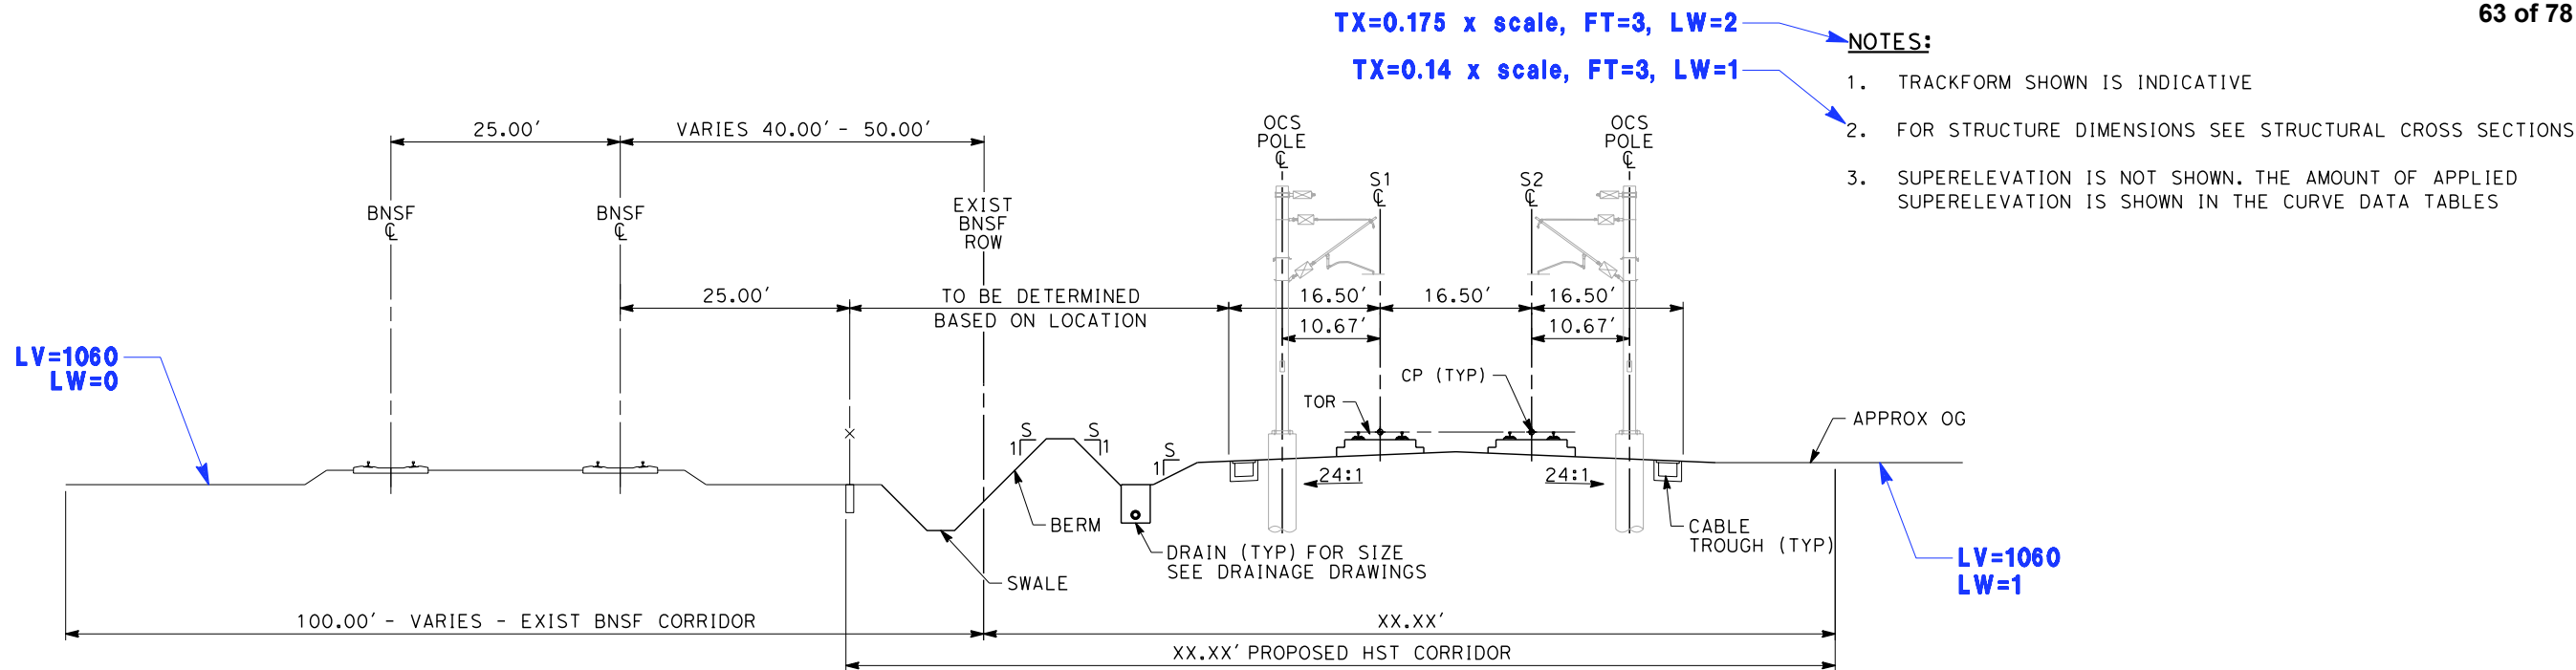 63 of 78
TX=0.175 x scale, FT=3, LW=2
TX=0.14 x scale, FT=3, LW=1
NOTES:
1. TRACKFORM SHOWN IS INDICATIVE
2. FOR STRUCTURE DIMENSIONS SEE STRUCTURAL CROSS SECTIONS
3. SUPERELEVATION IS NOT SHOWN. THE AMOUNT OF APPLIED
SUPERELEVATION IS SHOWN IN THE CURVE DATA TABLES
25.00'
VARIES 40.00' - 50.00'
OCS
POLE
℄
OCS
POLE
℄
S1
℄
S2
℄
BNSF
℄
BNSF
℄
EXIST
BNSF
ROW
25.00'
TO BE DETERMINED
BASED ON LOCATION
16.50'
16.50'
16.50'
10.67'
10.67'
LV=1060
LW=0
CP (TYP)
TOR
APPROX OG
S
1
S
1
S
1
24:1
24:1
BERM
SWALE
DRAIN (TYP) FOR SIZE
SEE DRAINAGE DRAWINGS
CABLE
TROUGH (TYP)
LV=1060
LW=1
100.00' - VARIES - EXIST BNSF CORRIDOR
XX.XX'
XX.XX' PROPOSED HST CORRIDOR